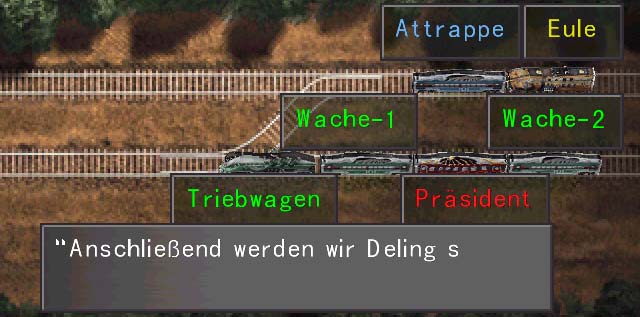 Attrappe
Eule
Wache-1
Wache-2
Triebwagen
Präsident
“Anschließend werden wir Deling s